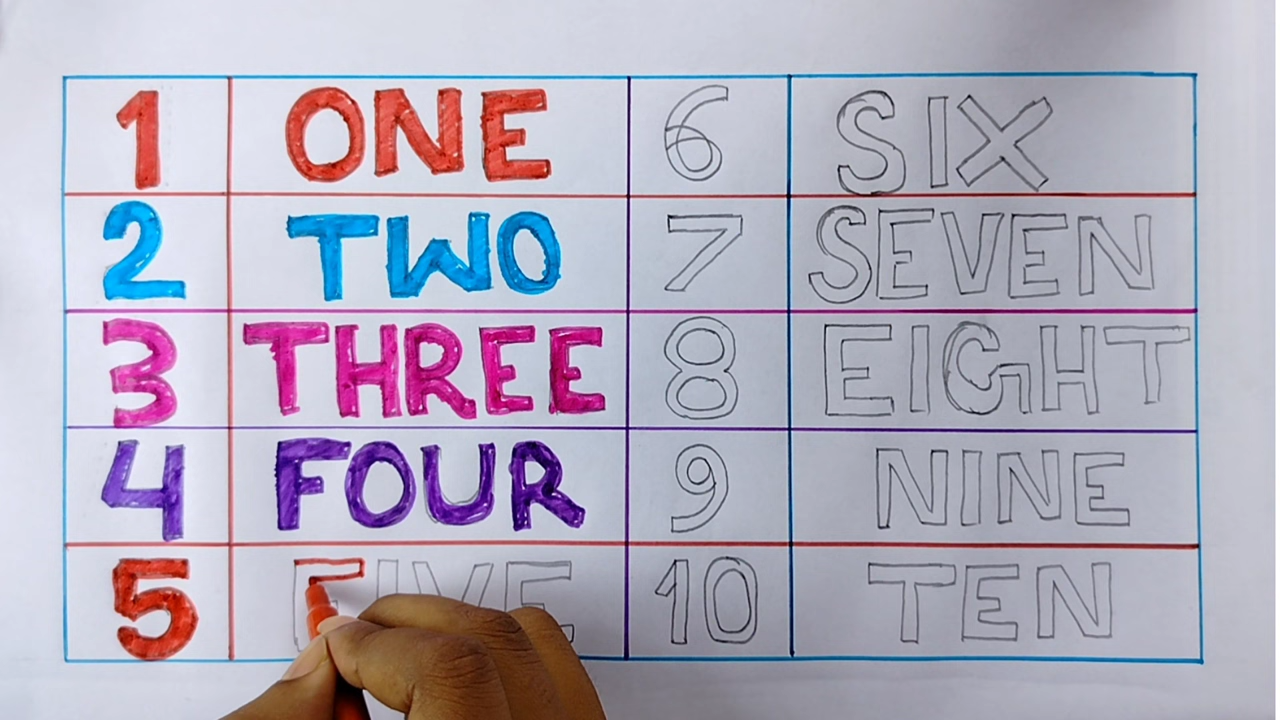 1 ONE 6 SIX
2 TWO 7 SEVEN
3 THREE 8 EIGHT
4 FOUR 9 NINE
5 FIVE 10 TEN